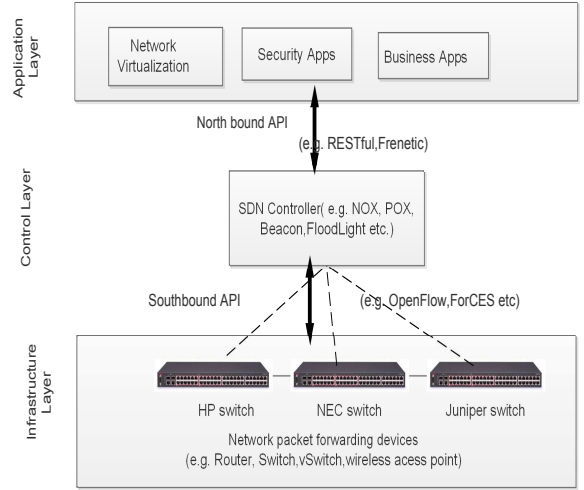 Application
Layer
Network
Virtualization
Security Apps
Business Apps
North bound API
(e.g. RESTful,Frenetic)
Control Layer
SDN Controller( e.g. NOX, POX,
Beacon,FloodLight etc.)
Southbound API
(e.g. OpenFlow,ForCES etc)
Infrastructure
Layer
HP switch
NEC switch
Juniper switch
Network packet forwarding devices
(e.g. Router, Switch,vSwitch,wireless acess point)